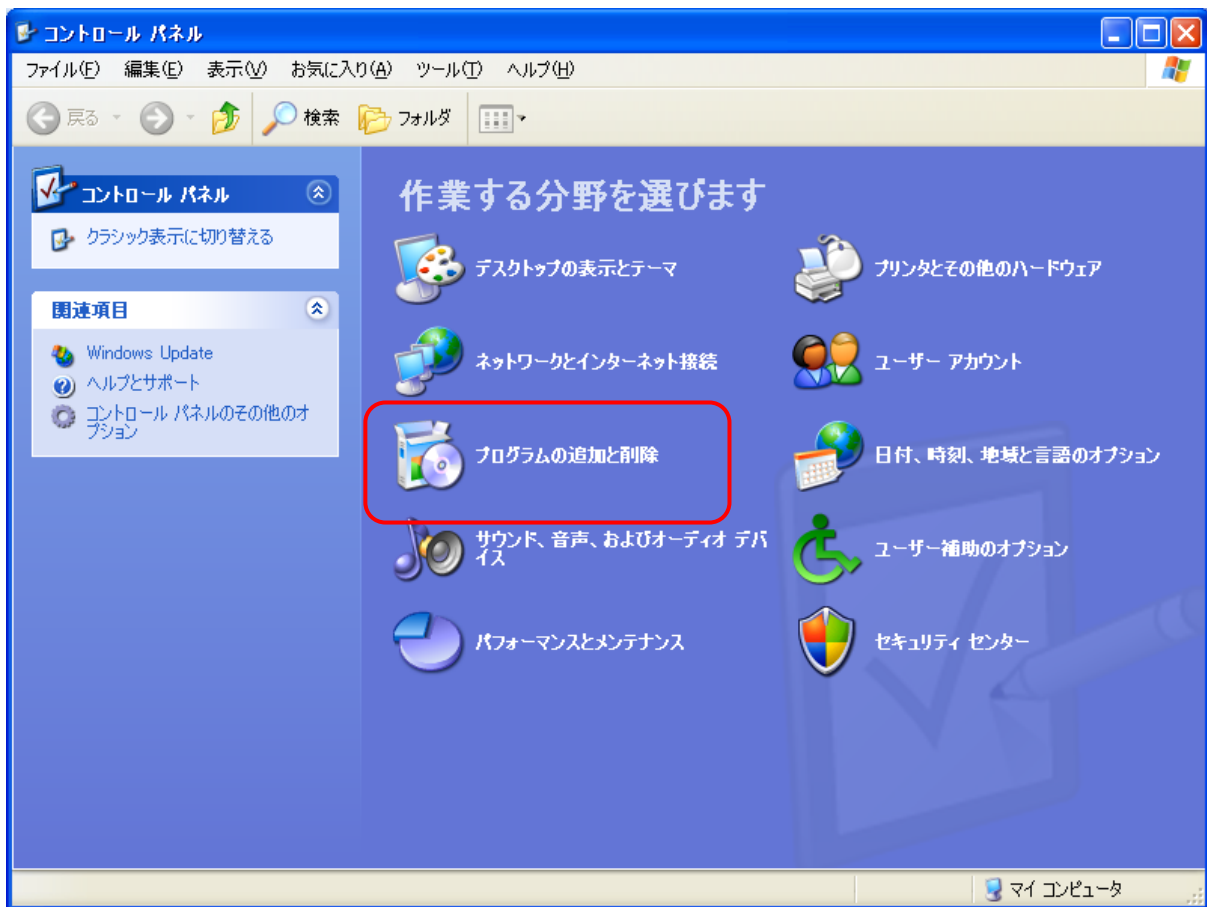 コントロール パネル
ファイル(F) 編集(E) 表示(V) お気に入り(A) ツール(T) ヘルプ(H)
戻る 検索 フォルダ
コントロール パネル
クラシック表示に切り替える
関連項目
Windows Update
ヘルプとサポート
コントロール パネルのその他のオ
プション
作業する分野を選びます
デスクトップの表示とテーマ
プリンタとその他のハードウェア
ネットワークとインターネット接続
ユーザー アカウント
プログラムの追加と削除
日付、時刻、地域と言語のオプション
サウンド、音声、およびオーディオ デバ
イス
ユーザー補助のオプション
パフォーマンスとメンテナンス
セキュリティ センター
マイ コンピュータ